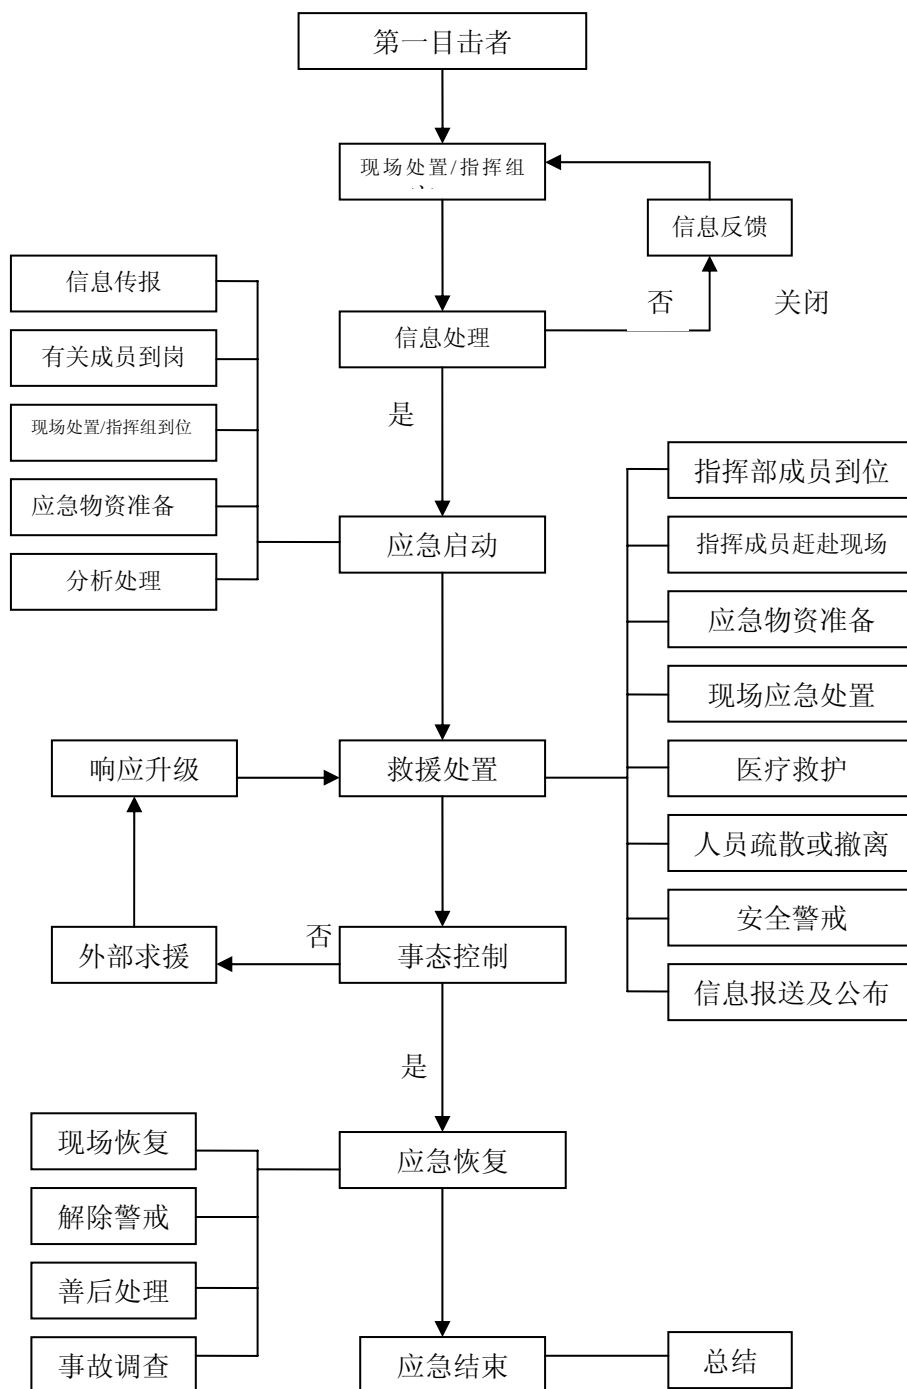 第一目击者
现场处置/指挥组
信息反馈
信息传报
否
关闭
信息处理
有关成员到岗
是
现场处置/指挥组到位
指挥部成员到位
应急物资准备
应急启动
指挥成员赶赴现场
分析处理
应急物资准备
现场应急处置
响应升级
救援处置
医疗救护
人员疏散或撤离
安全警戒
否
外部求援
事态控制
信息报送及公布
是
现场恢复
应急恢复
解除警戒
善后处理
事故调查
应急结束
总结